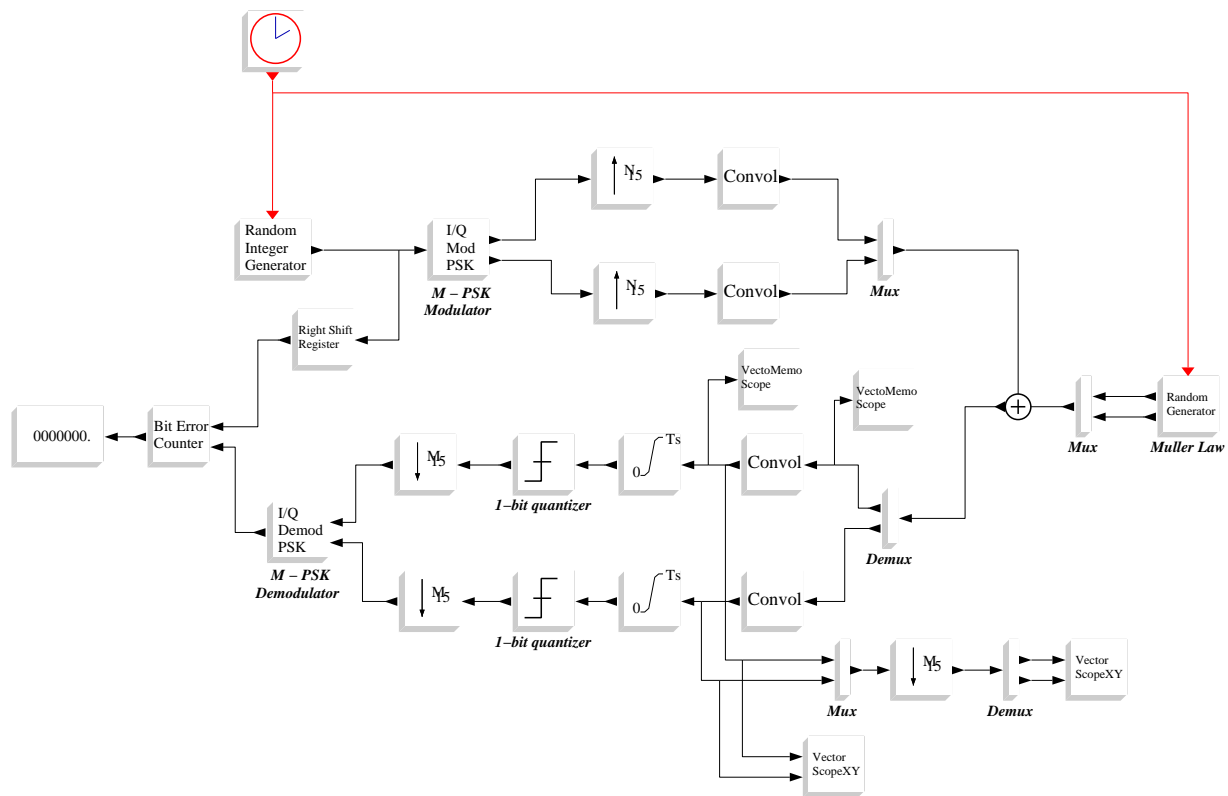 N
15
Convol
Random
Integer
Generator
I/Q
Mod
PSK
M – PSK
Modulator
N
15
Convol
Mux
Right Shift
Register
VectoMemo
Scope
VectoMemo
Scope
Random
Generator
Muller Law
Mux
0000000.
Bit Error
Counter
M
15
1–bit quantizer
0
Ts
Convol
I/Q
Demod
PSK
M – PSK
Demodulator
Demux
M
15
1–bit quantizer
0
Ts
Convol
Mux
M
15
Demux
Vector
ScopeXY
Vector
ScopeXY